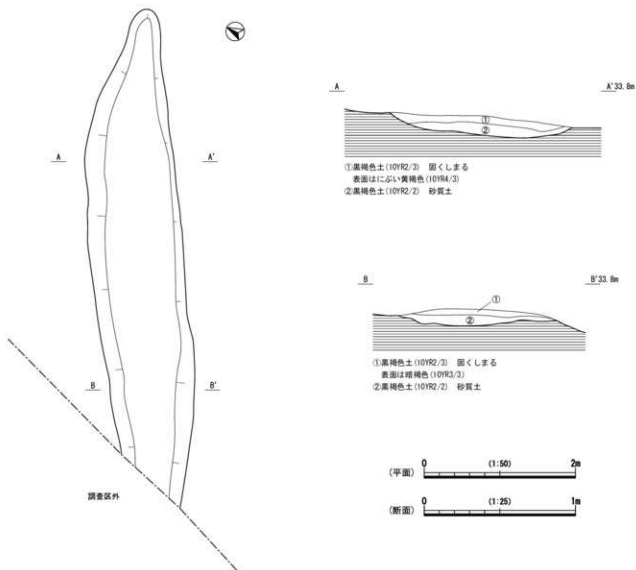 A A'
B B'
調査区外
A A'33.8m
①
②
①黒褐色土(10YR2/3) 固くしまる
表面はにぶい黄褐色(10YR4/3)
②黒褐色土(10YR2/2) 砂質土
B B'33.8m
①
②
①黒褐色土(10YR2/3) 固くしまる
表面は暗褐色(10YR3/3)
②黒褐色土(10YR2/2) 砂質土
(平面) 0 (1:50) 2m
(断面) 0 (1:25) 1m